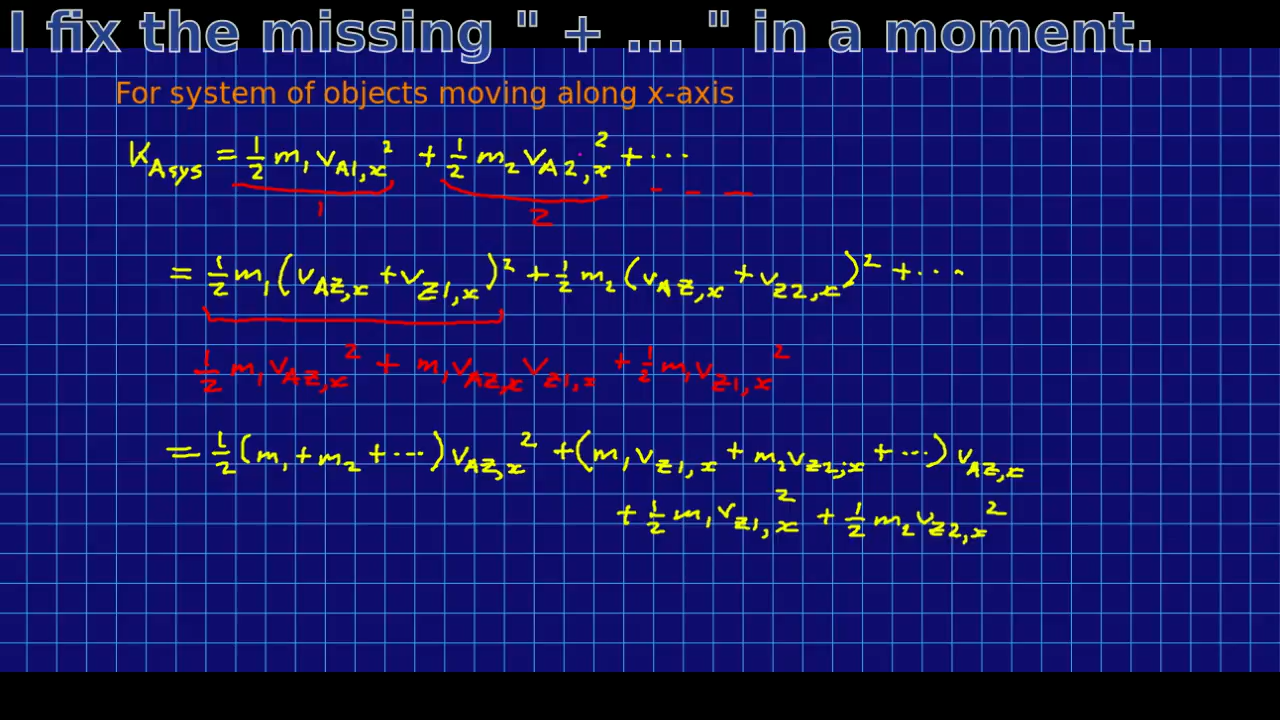 I fix the missing " + ... " in a moment.
For system of objects moving along x-axis
K_Asys = 1/2 m₁ v_A1,x² + 1/2 m₂ v_A2,x² + ···
1 2
= 1/2 m₁ (v_AZ,x + v_Z1,x)² + 1/2 m₂ (v_AZ,x + v_Z2,x)² + ···
1/2 m₁ v_AZ,x² + m₁ v_AZ,x v_Z1,x + 1/2 m₁ v_Z1,x²
= 1/2 (m₁ + m₂ + ···) v_AZ,x² + (m₁ v_Z1,x + m₂ v_Z2,x + ···) v_AZ,x
+ 1/2 m₁ v_Z1,x² + 1/2 m₂ v_Z2,x²